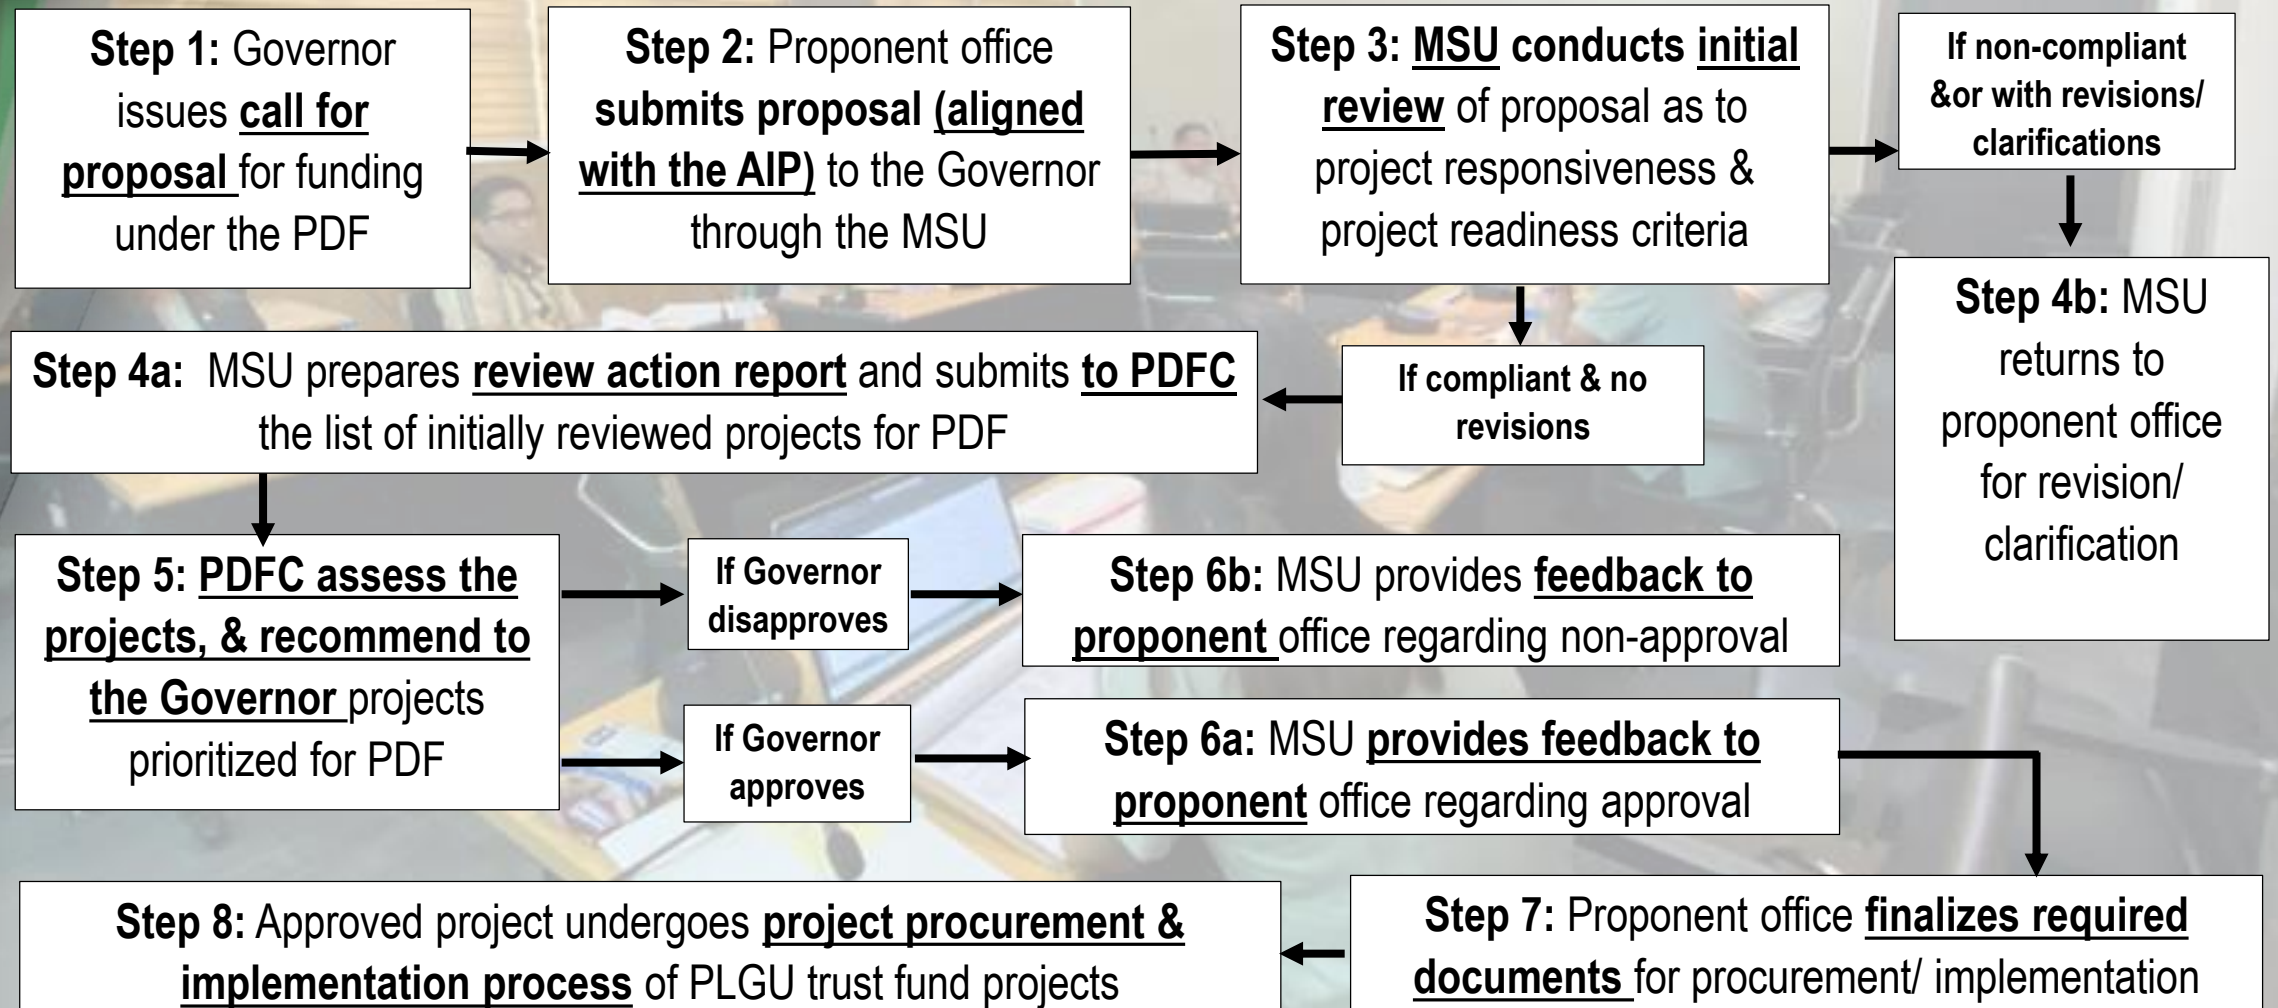 Step 1: Governor
issues call for
proposal for funding
under the PDF
Step 2: Proponent office
submits proposal (aligned
with the AIP) to the Governor
through the MSU
Step 3: MSU conducts initial
review of proposal as to
project responsiveness &
project readiness criteria
If non-compliant
&or with revisions/
clarifications
Step 4b: MSU
returns to
proponent office
for revision/
clarification
If compliant & no
revisions
Step 4a: MSU prepares review action report and submits to PDFC
the list of initially reviewed projects for PDF
Step 5: PDFC assess the
projects, & recommend to
the Governor projects
prioritized for PDF
If Governor
disapproves
Step 6b: MSU provides feedback to
proponent office regarding non-approval
If Governor
approves
Step 6a: MSU provides feedback to
proponent office regarding approval
Step 7: Proponent office finalizes required
documents for procurement/ implementation
Step 8: Approved project undergoes project procurement &
implementation process of PLGU trust fund projects